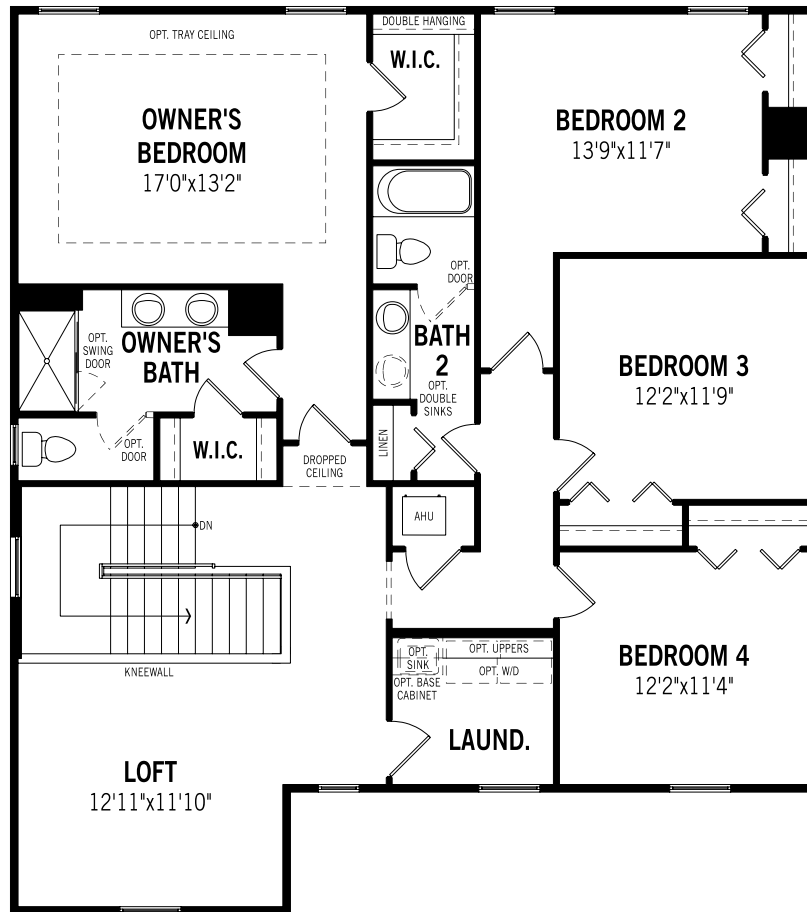 OPT. TRAY CEILING
DOUBLE HANGING
W.I.C.
OWNER'S
BEDROOM
17'0"x13'2"
BEDROOM 2
13'9"x11'7"
OPT.
DOOR
OPT.
SWING
DOOR
OWNER'S
BATH
BATH
2
OPT.
DOUBLE
SINKS
BEDROOM 3
12'2"x11'9"
OPT.
DOOR
W.I.C.
DROPPED
CEILING
LINEN
AHU
DN
KNEEWALL
OPT.
SINK
OPT. UPPERS
OPT. W/D
OPT. BASE
CABINET
LAUND.
BEDROOM 4
12'2"x11'4"
LOFT
12'11"x11'10"